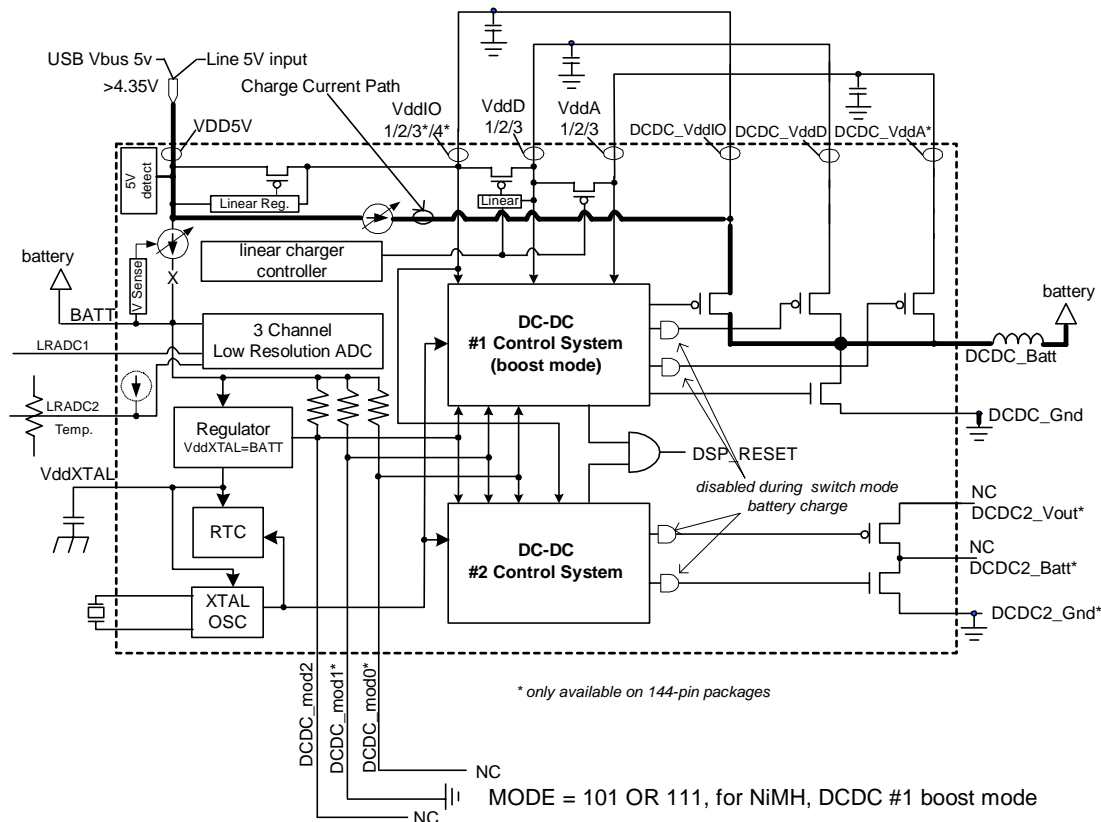 USB Vbus 5v
Line 5V input
>4.35V
Charge Current Path
VDD5V
VddIO
1/2/3*/4*
VddD
1/2/3
VddA
1/2/3
DCDC_VddIO
DCDC_VddD
DCDC_VddA*
5V
detect
Linear Reg.
Linear
linear charger
controller
battery
V Sense
X
BATT
3 Channel
Low Resolution ADC
LRADC1
LRADC2
Temp.
DC-DC
#1 Control System
(boost mode)
battery
DCDC_Batt
DCDC_Gnd
Regulator
VddXTAL=BATT
VddXTAL
DSP_RESET
disabled during switch mode
battery charge
RTC
DC-DC
#2 Control System
NC
DCDC2_Vout*
NC
DCDC2_Batt*
DCDC2_Gnd*
XTAL
OSC
DCDC_mod2
DCDC_mod1*
DCDC_mod0*
* only available on 144-pin packages
NC
MODE = 101 OR 111, for NiMH, DCDC #1 boost mode
NC